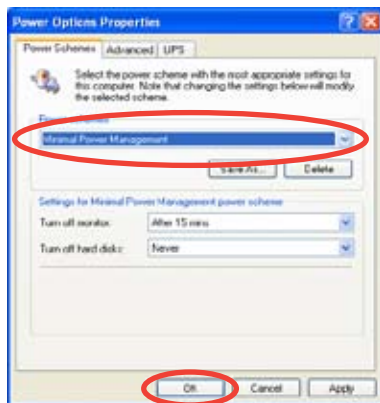 Power Options Properties
Power Schemes Advanced UPS
Select the power scheme with the most appropriate settings for
this computer. Note that changing the settings below will modify
the selected scheme.
Power schemes
Minimal Power Management
Save As... Delete
Settings for Minimal Power Management power scheme
Turn off monitor: After 15 mins
Turn off hard disks: Never
OK Cancel Apply